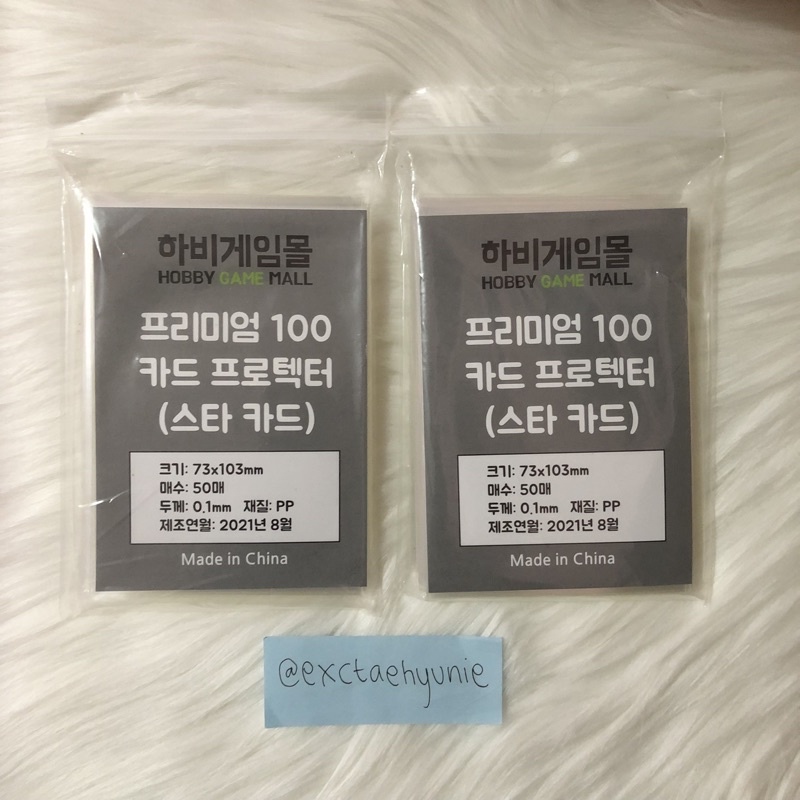 하비게임몰
HOBBY GAME MALL
프리미엄 100
카드 프로텍터
(스타 카드)
크기: 73x103mm
매수: 50매
두께: 0.1mm 재질: PP
제조연월: 2021년 8월
Made in China
하비게임몰
HOBBY GAME MALL
프리미엄 100
카드 프로텍터
(스타 카드)
크기: 73x103mm
매수: 50매
두께: 0.1mm 재질: PP
제조연월: 2021년 8월
Made in China
@exctaehyunie